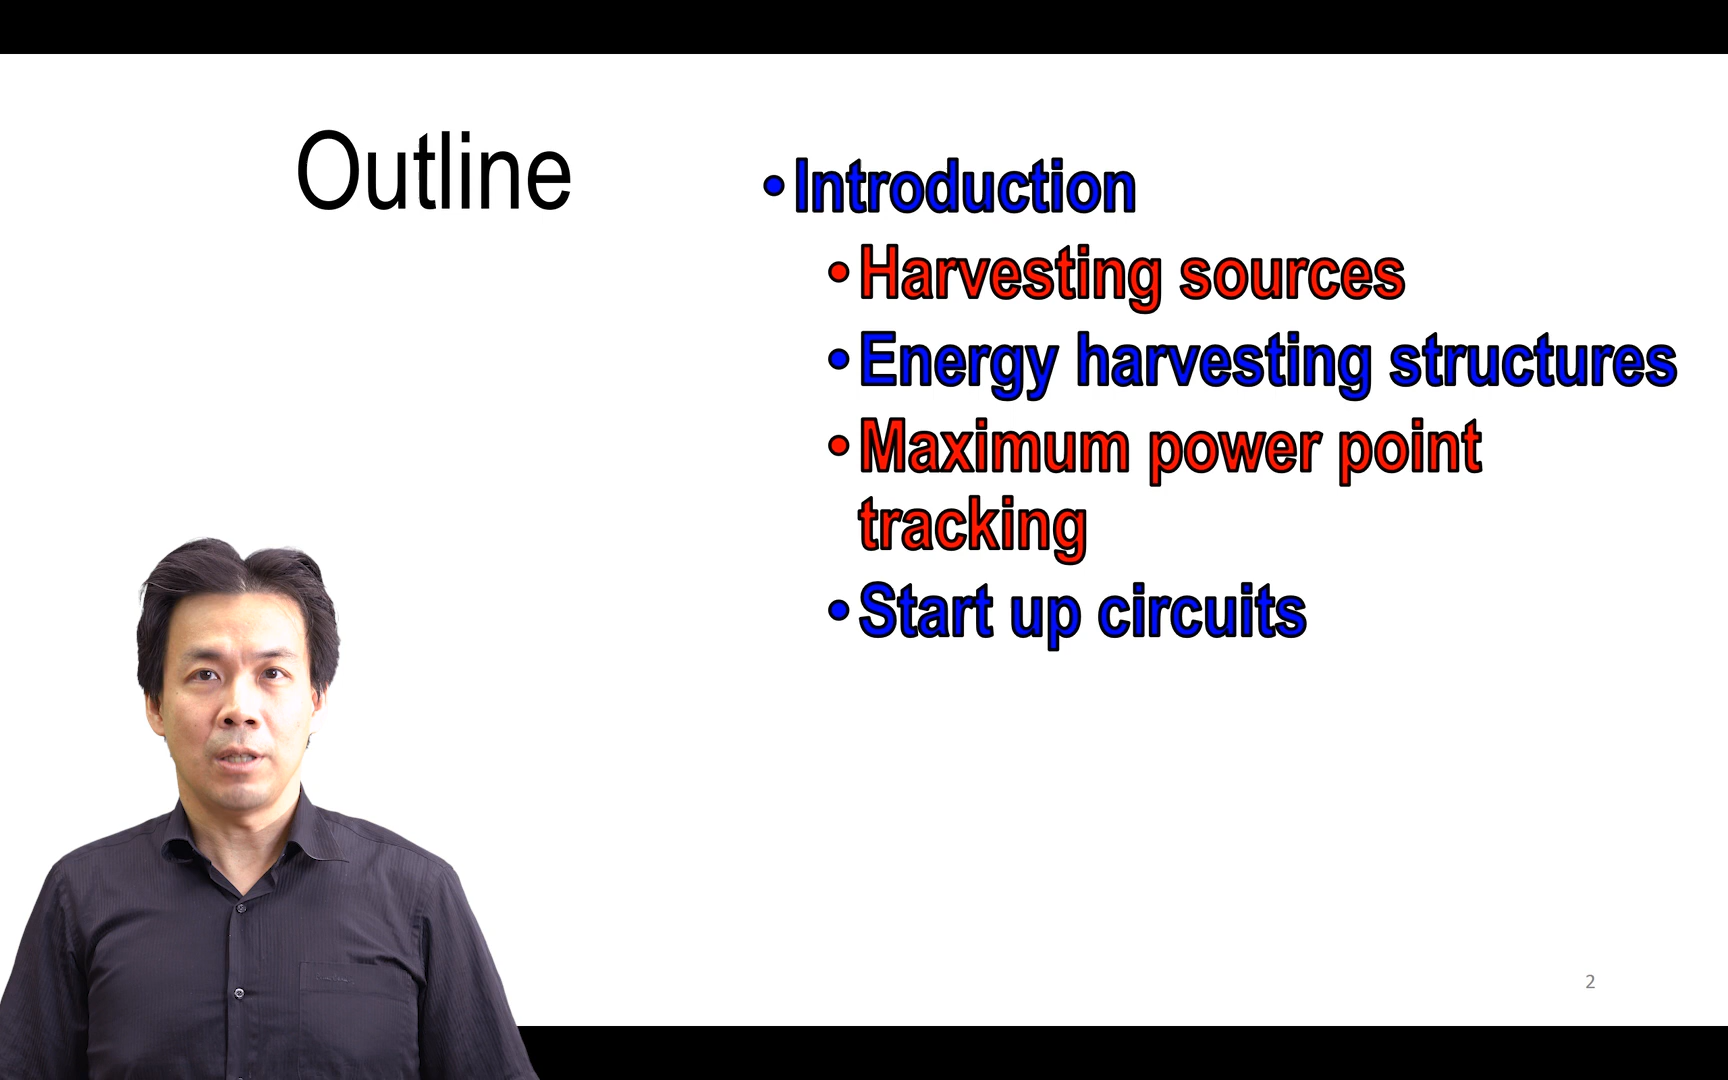 Outline
•Introduction
•Harvesting sources
•Energy harvesting structures
•Maximum power point
tracking
•Start up circuits
2